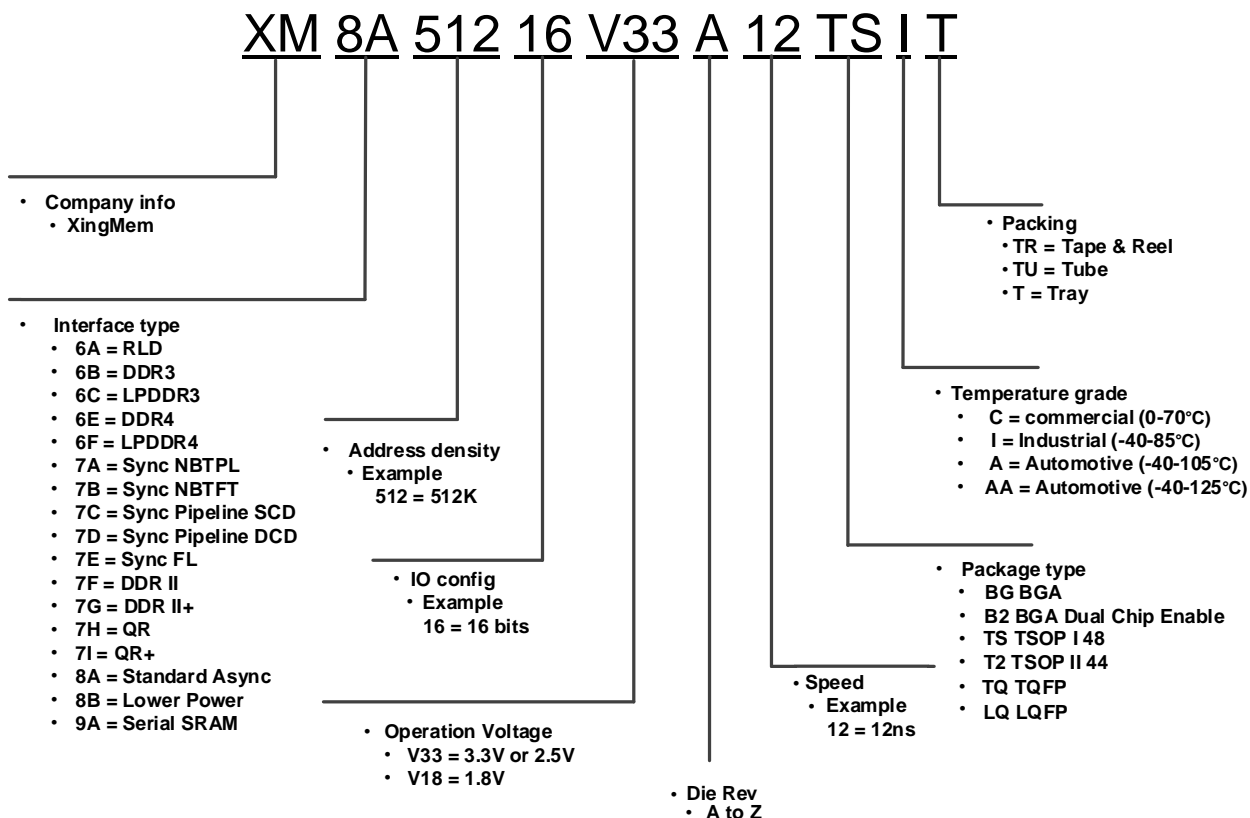 XM 8A 512 16 V33 A 12 TS I T
• Company info
• XingMem
• Interface type
• 6A = RLD
• 6B = DDR3
• 6C = LPDDR3
• 6E = DDR4
• 6F = LPDDR4
• 7A = Sync NBTPL
• 7B = Sync NBTFT
• 7C = Sync Pipeline SCD
• 7D = Sync Pipeline DCD
• 7E = Sync FL
• 7F = DDR II
• 7G = DDR II+
• 7H = QR
• 7I = QR+
• 8A = Standard Async
• 8B = Lower Power
• 9A = Serial SRAM
• Address density
• Example
512 = 512K
• IO config
• Example
16 = 16 bits
• Operation Voltage
• V33 = 3.3V or 2.5V
• V18 = 1.8V
• Die Rev
• A to Z
• Speed
• Example
12 = 12ns
• Package type
• BG BGA
• B2 BGA Dual Chip Enable
• TS TSOP I 48
• T2 TSOP II 44
• TQ TQFP
• LQ LQFP
• Temperature grade
• C = commercial (0-70°C)
• I = Industrial (-40-85°C)
• A = Automotive (-40-105°C)
• AA = Automotive (-40-125°C)
• Packing
• TR = Tape & Reel
• TU = Tube
• T = Tray